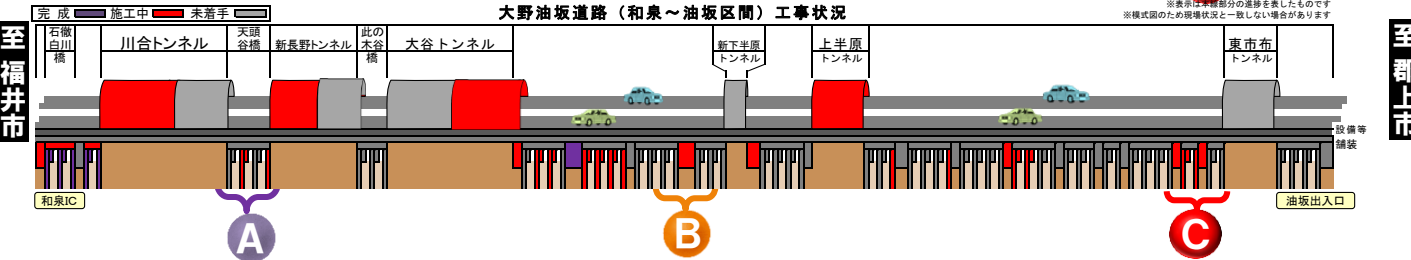 完 成 施工中 未着手
大野油坂道路（和泉～油坂区間）工事状況
※表示は本線部分の進捗を表したものです
※模式図のため現場状況と一致しない場合があります
至 福井市
石徹白川橋
川合トンネル
天頭谷橋
新長野トンネル
此の木谷橋
大谷トンネル
新下半原
トンネル
上半原
トンネル
東市布
トンネル
至 郡上市
設備等
舗装
和泉IC
油坂出入口
A
B
C